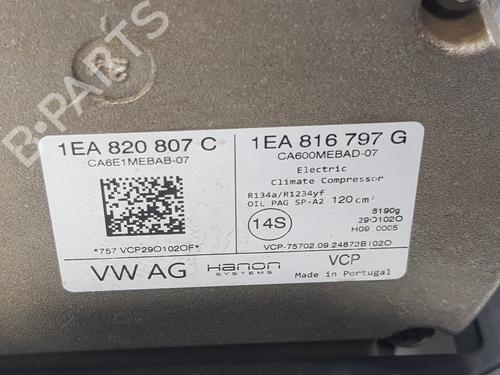 B-PARTS
1EA 820 807 C
CA6E1MEBAB-07
*757 VCP29O102OF*
VW AG
Hanon
SYSTEMS
1EA 816 797 G
CA600MEBAD-07
Electric
Climate Compressor
R134a/R1234yf
OIL PAG SP-A2 120 cm³
14S
6190g
29O102O
H09 0005
VCP-75702.09.24872B102O
VCP
Made in Portugal